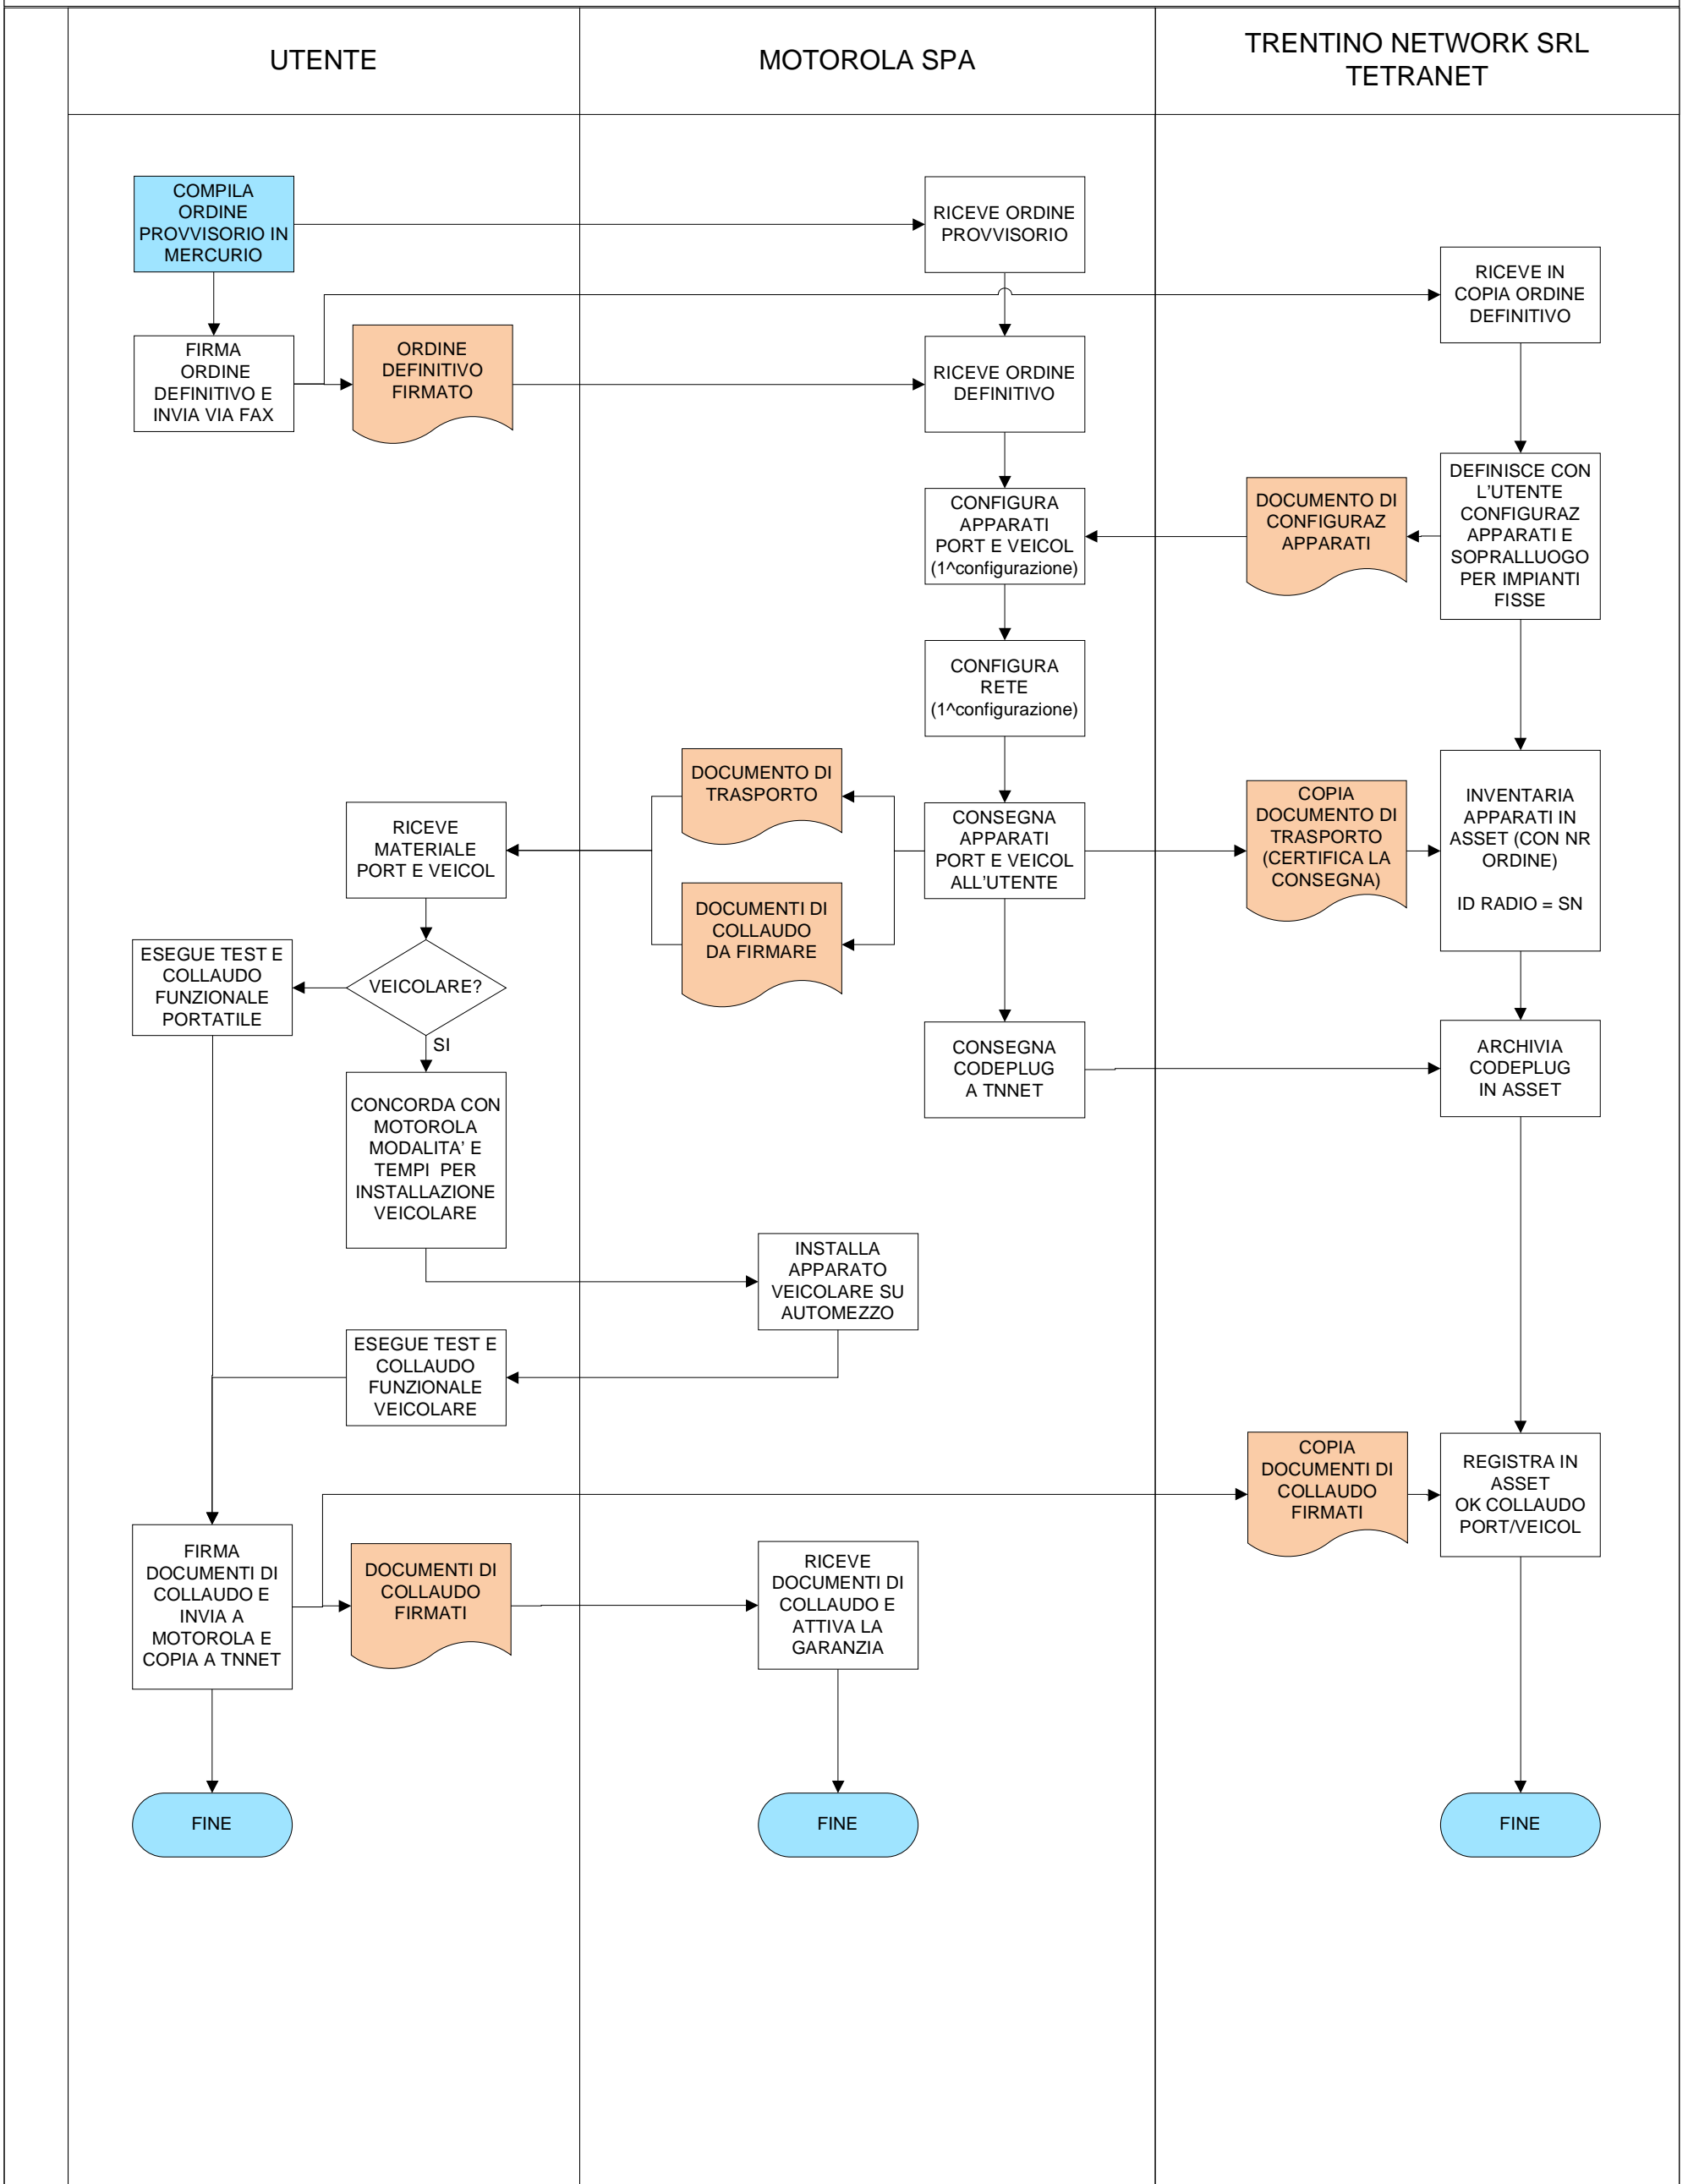 UTENTE
MOTOROLA SPA
TRENTINO NETWORK SRL
TETRANET
COMPILA
ORDINE
PROVVISORIO IN
MERCURIO
RICEVE ORDINE
PROVVISORIO
RICEVE IN
COPIA ORDINE
DEFINITIVO
FIRMA
ORDINE
DEFINITIVO E
INVIA VIA FAX
ORDINE
DEFINITIVO
FIRMATO
RICEVE ORDINE
DEFINITIVO
DEFINISCE CON
L'UTENTE
CONFIGURAZ
APPARATI E
SOPRALLUOGO
PER IMPIANTI
FISSE
DOCUMENTO DI
CONFIGURAZ
APPARATI
CONFIGURA
APPARATI
PORT E VEICOL
(1^configurazione)
CONFIGURA
RETE
(1^configurazione)
DOCUMENTO DI
TRASPORTO
CONSEGNA
APPARATI
PORT E VEICOL
ALL'UTENTE
COPIA
DOCUMENTO DI
TRASPORTO
(CERTIFICA LA
CONSEGNA)
INVENTARIA
APPARATI IN
ASSET (CON NR
ORDINE)
ID RADIO = SN
RICEVE
MATERIALE
PORT E VEICOL
DOCUMENTI DI
COLLAUDO
DA FIRMARE
ESEGUE TEST E
COLLAUDO
FUNZIONALE
PORTATILE
VEICOLARE?
SI
CONSEGNA
CODEPLUG
A TNNET
ARCHIVIA
CODEPLUG
IN ASSET
CONCORDA CON
MOTOROLA
MODALITA' E
TEMPI PER
INSTALLAZIONE
VEICOLARE
INSTALLA
APPARATO
VEICOLARE SU
AUTOMEZZO
ESEGUE TEST E
COLLAUDO
FUNZIONALE
VEICOLARE
COPIA
DOCUMENTI DI
COLLAUDO
FIRMATI
REGISTRA IN
ASSET
OK COLLAUDO
PORT/VEICOL
FIRMA
DOCUMENTI DI
COLLAUDO E
INVIA A
MOTOROLA E
COPIA A TNNET
DOCUMENTI DI
COLLAUDO
FIRMATI
RICEVE
DOCUMENTI DI
COLLAUDO E
ATTIVA LA
GARANZIA
FINE
FINE
FINE